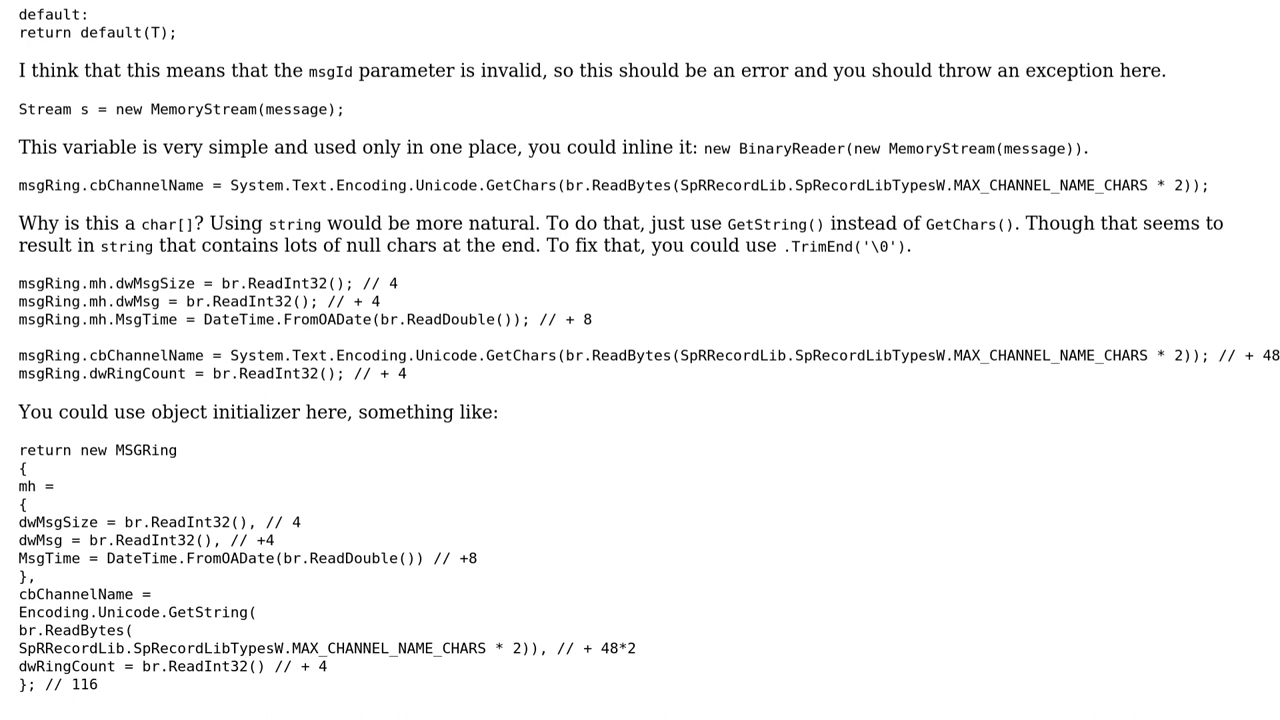 default:
return default(T);
I think that this means that the msgId parameter is invalid, so this should be an error and you should throw an exception here.
Stream s = new MemoryStream(message);
This variable is very simple and used only in one place, you could inline it: new BinaryReader(new MemoryStream(message)).
msgRing.cbChannelName = System.Text.Encoding.Unicode.GetChars(br.ReadBytes(SpRRecordLib.SpRecordLibTypesW.MAX_CHANNEL_NAME_CHARS * 2));
Why is this a char[]? Using string would be more natural. To do that, just use GetString() instead of GetChars(). Though that seems to
result in string that contains lots of null chars at the end. To fix that, you could use .TrimEnd('\0').
msgRing.mh.dwMsgSize = br.ReadInt32(); // 4
msgRing.mh.dwMsg = br.ReadInt32(); // + 4
msgRing.mh.MsgTime = DateTime.FromOADate(br.ReadDouble()); // + 8
msgRing.cbChannelName = System.Text.Encoding.Unicode.GetChars(br.ReadBytes(SpRRecordLib.SpRecordLibTypesW.MAX_CHANNEL_NAME_CHARS * 2)); // + 48
msgRing.dwRingCount = br.ReadInt32(); // + 4
You could use object initializer here, something like:
return new MSGRing
{
mh =
{
dwMsgSize = br.ReadInt32(), // 4
dwMsg = br.ReadInt32(), // +4
MsgTime = DateTime.FromOADate(br.ReadDouble()) // +8
},
cbChannelName =
Encoding.Unicode.GetString(
br.ReadBytes(
SpRRecordLib.SpRecordLibTypesW.MAX_CHANNEL_NAME_CHARS * 2)), // + 48*2
dwRingCount = br.ReadInt32() // + 4
}; // 116